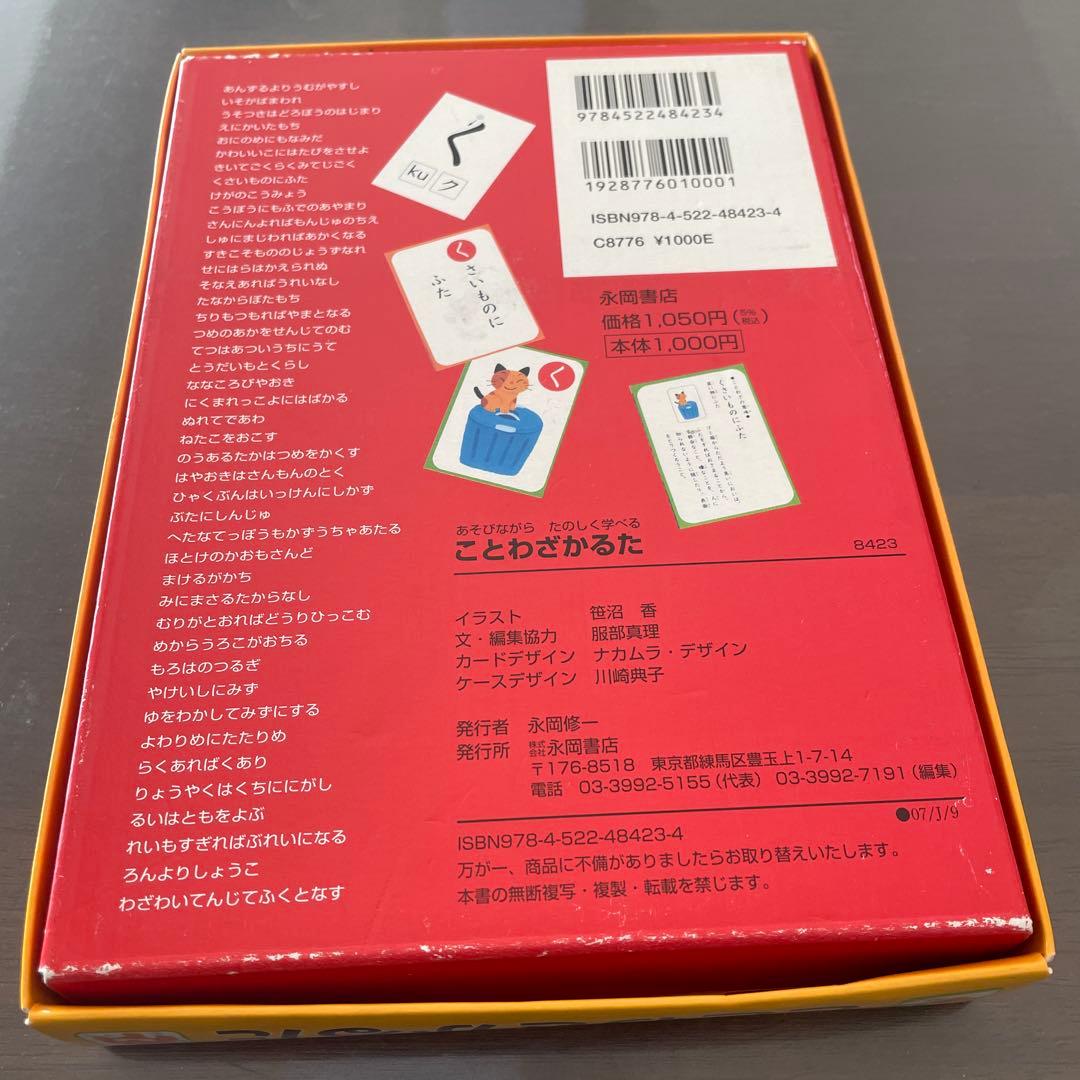 あんずるよりうむがやすし
いそがばまわれ
うそつきはどろぼうのはじまり
えにかいたもち
おにのめにもなみだ
かわいいこにはたびをさせよ
きいてごくらくみてじごく
くさいものにふた
けがのこうみょう
こうぼうにもふでのあやまり
さんにんよればもんじゅのちえ
しゅにまじわればあかくなる
すきこそもののじょうずなれ
せにはらはかえられぬ
そなえあればうれいなし
たなからぼたもち
ちりもつもればやまとなる
つめのあかをせんじてのむ
てつはあついうちにうて
とうだいもとくらし
ななころびやおき
にくまれっこよにはばかる
ぬれてであわ
ねたこをおこす
のうあるたかはつめをかくす
はやおきはさんもんのとく
ひゃくぶんはいっけんにしかず
ぶたにしんじゅ
へたなてっぽうもかずうちゃあたる
ほとけのかおもさんど
まけるがかち
みにまさるたからなし
むりがとおればどうりひっこむ
めからうろこがおちる
もろはのつるぎ
やけいしにみず
ゆをわかしてみずにする
よわりめにたたりめ
らくあればくあり
りょうやくはくちににがし
るいはともをよぶ
れいもすぎればぶれいになる
ろんよりしょうこ
わざわいてんじてふくとなす
く
ku ク
くさいものに
ふた
く
くさいものにふた
9784522484234
1928776010001
ISBN978-4-522-48423-4
C8776 ¥1000E
永岡書店
価格1,050円(5%税込)
本体1,000円
あそびながら たのしく学べる
ことわざかるた
8423
イラスト 笹沼 香
文・編集協力 服部真理
カードデザイン ナカムラ・デザイン
ケースデザイン 川崎典子
発行者 永岡修一
発行所 株式会社永岡書店
〒176-8518 東京都練馬区豊玉上1-7-14
電話 03-3992-5155(代表) 03-3992-7191(編集)
●07/J/9
ISBN978-4-522-48423-4
万が一、商品に不備がありましたらお取り替えいたします。
本書の無断複写・複製・転載を禁じます。